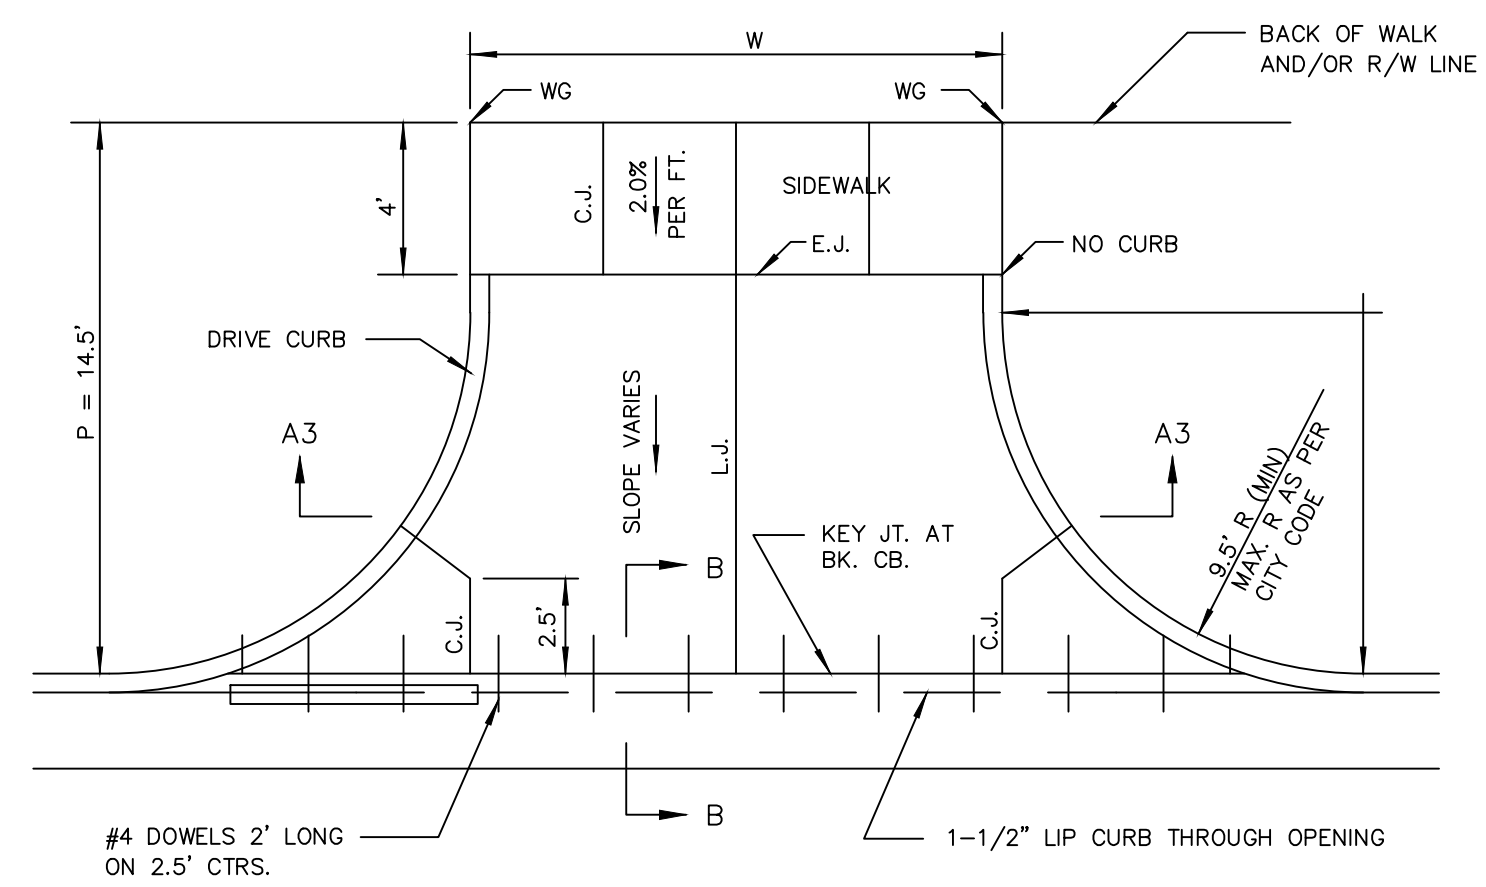 W
BACK OF WALK
AND/OR R/W LINE
WG
WG
4'
C.J.
2.0%
PER FT.
SIDEWALK
E.J.
NO CURB
P = 14.5'
DRIVE CURB
SLOPE VARIES
L.J.
A3
A3
9.5' R (MIN)
MAX. R AS PER
CITY CODE
KEY JT. AT
BK. CB.
B
C.J.
2.5'
C.J.
B
#4 DOWELS 2' LONG
ON 2.5' CTRS.
1-1/2" LIP CURB THROUGH OPENING